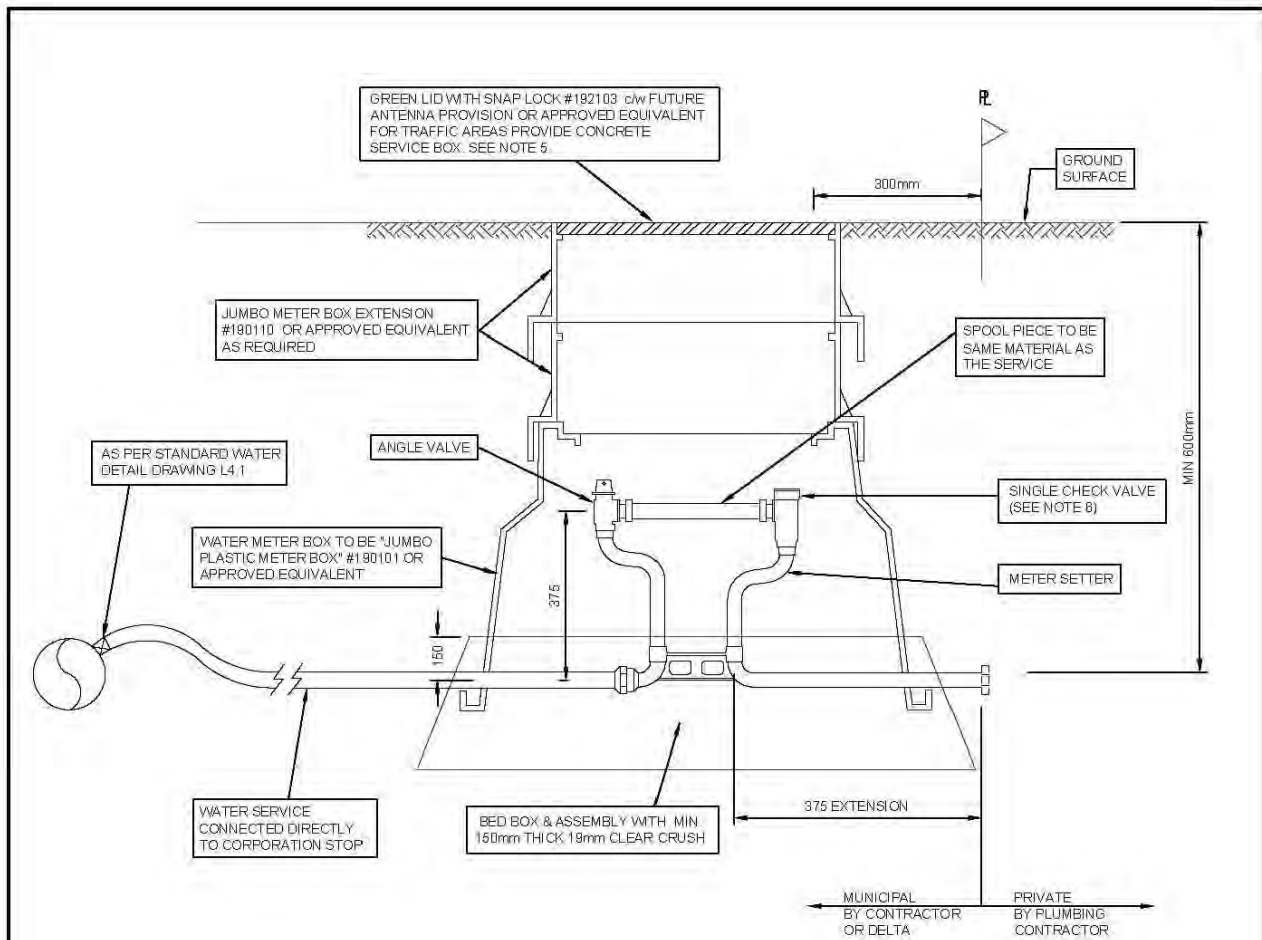 GREEN LID WITH SNAP LOCK #192103 c/w FUTURE
ANTENNA PROVISION OR APPROVED EQUIVALENT
FOR TRAFFIC AREAS PROVIDE CONCRETE
SERVICE BOX. SEE NOTE 5
PL
GROUND
SURFACE
300mm
JUMBO METER BOX EXTENSION
#190110 OR APPROVED EQUIVALENT
AS REQUIRED
SPOOL PIECE TO BE
SAME MATERIAL AS
THE SERVICE
MIN 600mm
AS PER STANDARD WATER
DETAIL DRAWING L4.1
ANGLE VALVE
SINGLE CHECK VALVE
(SEE NOTE 8)
WATER METER BOX TO BE "JUMBO
PLASTIC METER BOX" #190101 OR
APPROVED EQUIVALENT
375
METER SETTER
150
WATER SERVICE
CONNECTED DIRECTLY
TO CORPORATION STOP
BED BOX & ASSEMBLY WITH MIN
150mm THICK 19mm CLEAR CRUSH
375 EXTENSION
MUNICIPAL
BY CONTRACTOR
OR DELTA
PRIVATE
BY PLUMBING
CONTRACTOR